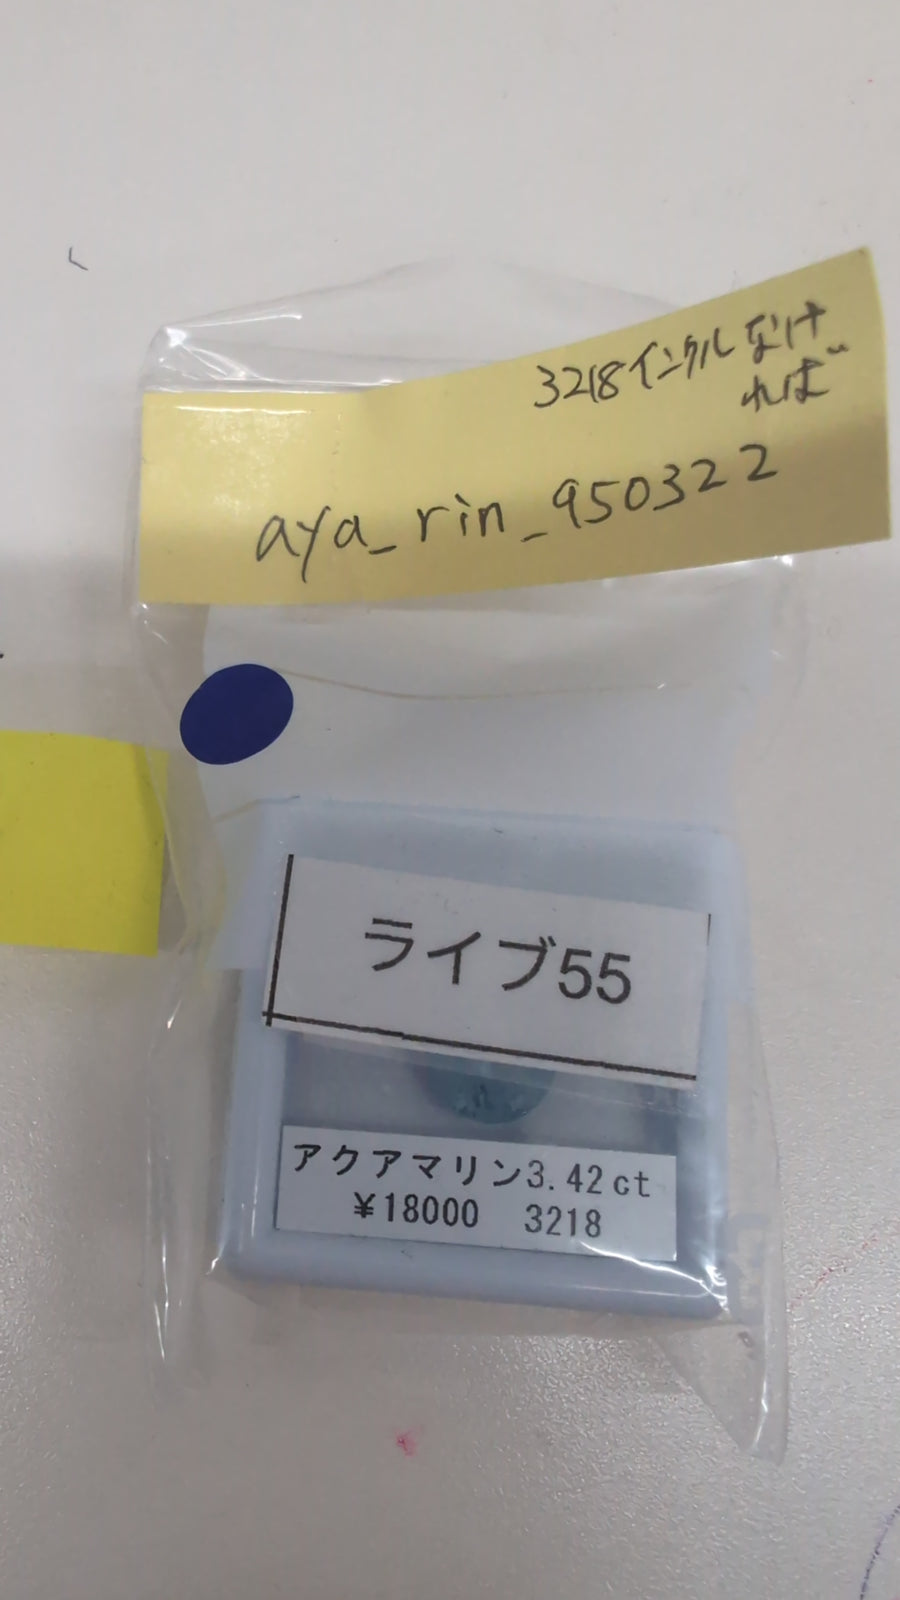 3218インクルなけ
れば
aya_rin_950322
ライブ55
アクアマリン3.42ct
¥18000 3218